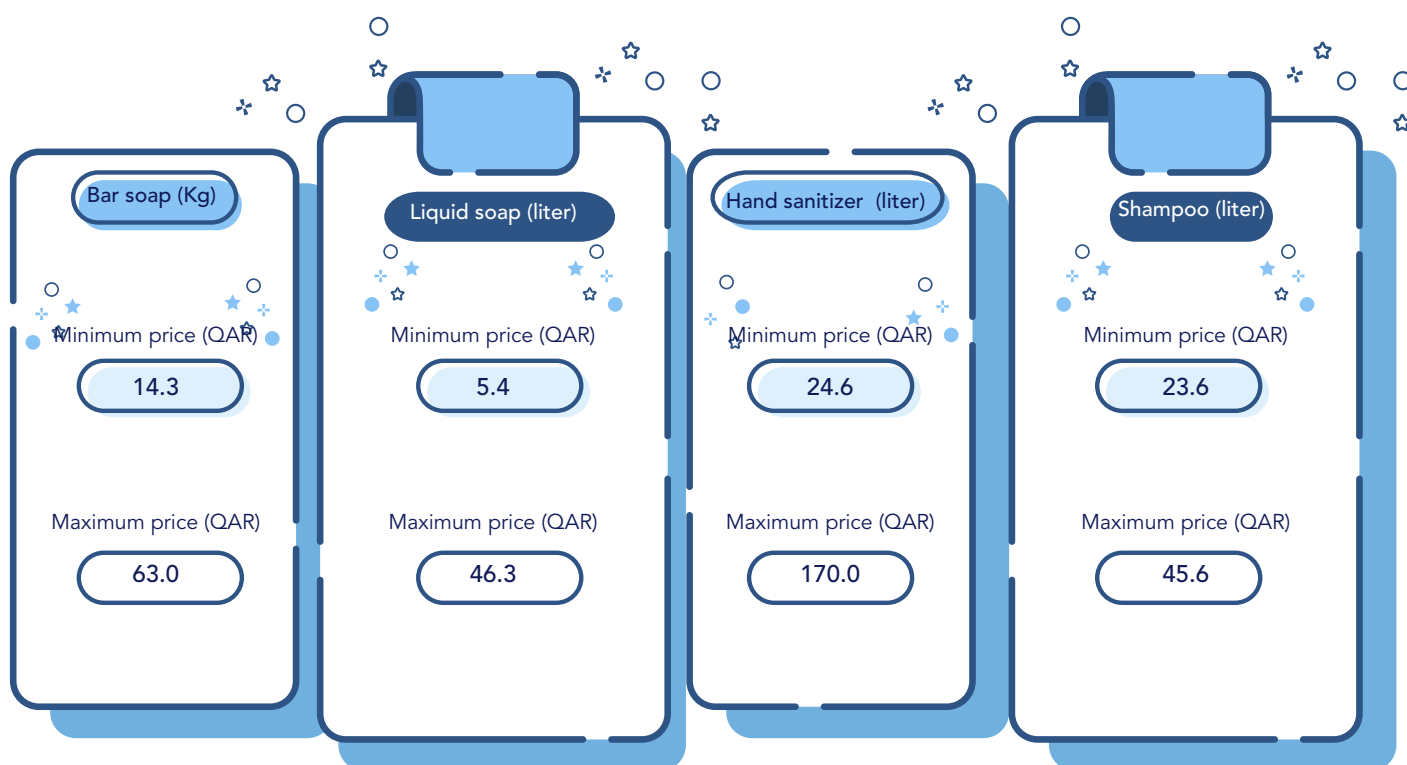 Bar soap (Kg)
Minimum price (QAR)
14.3
Maximum price (QAR)
63.0
Liquid soap (liter)
Minimum price (QAR)
5.4
Maximum price (QAR)
46.3
Hand sanitizer  (liter)
Minimum price (QAR)
24.6
Maximum price (QAR)
170.0
Shampoo (liter)
Minimum price (QAR)
23.6
Maximum price (QAR)
45.6